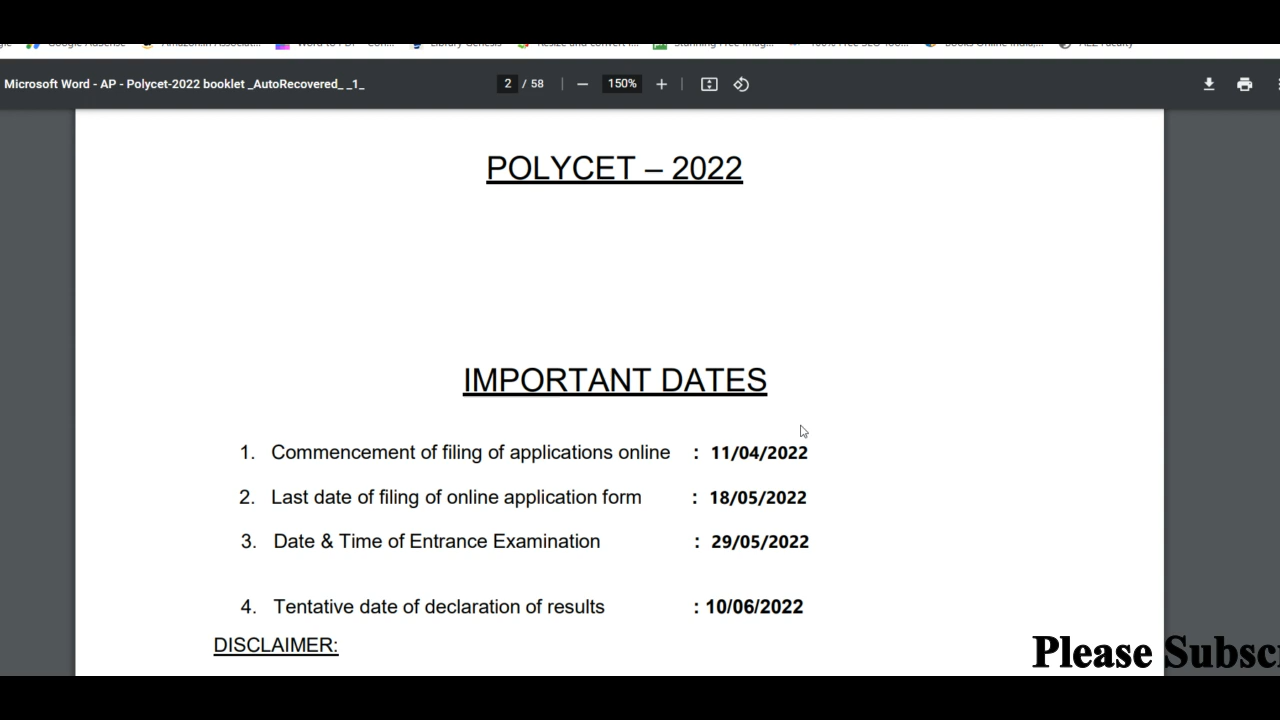 Microsoft Word - AP - Polycet-2022 booklet _AutoRecovered_ _1_
2 / 58
150%
POLYCET – 2022
IMPORTANT DATES
1. Commencement of filing of applications online : 11/04/2022
2. Last date of filing of online application form : 18/05/2022
3. Date & Time of Entrance Examination : 29/05/2022
4. Tentative date of declaration of results : 10/06/2022
DISCLAIMER:
Please Subsc